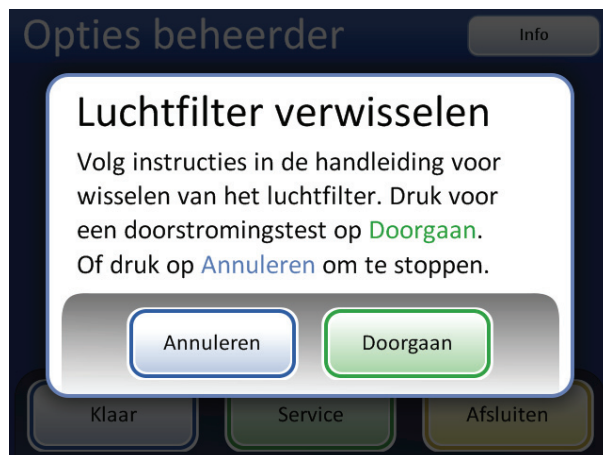 Opties beheerder
Info
Luchtfilter verwisselen
Volg instructies in de handleiding voor
wisselen van het luchtfilter. Druk voor
een doorstromingstest op Doorgaan.
Of druk op Annuleren om te stoppen.
Annuleren
Doorgaan
Klaar
Service
Afsluiten